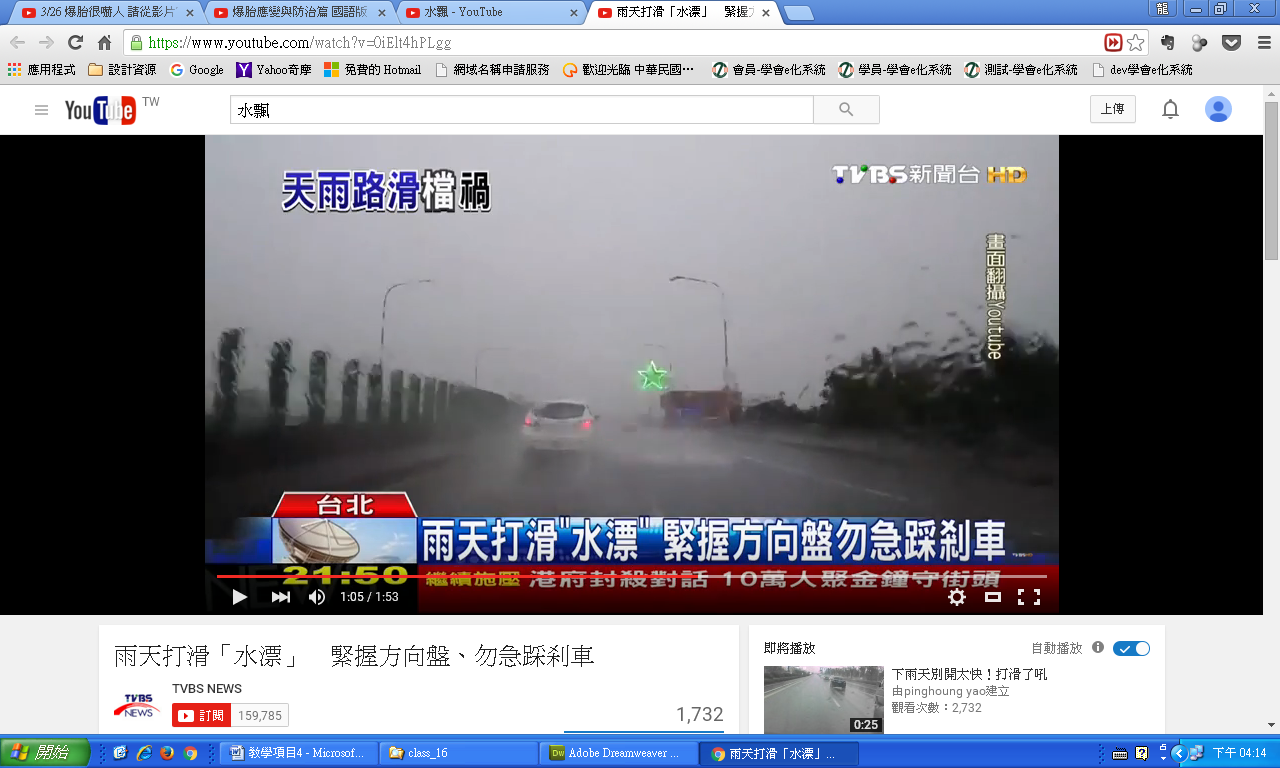 3/26 爆胎很嚇人 請從影片
爆胎應變與防治篇 國語版
水飄 - YouTube
雨天打滑「水漂」 緊握
龍
https://www.youtube.com/watch?v=0iElt4hPLgg
應用程式
設計資源
Google
Yahoo奇摩
免費的 Hotmail
網域名稱申請服務
歡迎光臨 中華民國⋯
會員-學會e化系統
學員-學會e化系統
測試-學會e化系統
dev學會e化系統
YouTube TW
水飄
上傳
天雨路滑檔禍
TVBS新聞台 HD
畫面翻攝Youtube
台北
雨天打滑"水漂" 緊握方向盤勿急踩剎車
21:50 繼續施壓 港府封殺對話 10萬人聚金鐘守街頭
1:05 / 1:53
雨天打滑「水漂」 緊握方向盤、勿急踩刹車
TVBS NEWS
TVBS NEWS
訂閱 159,785
1,732
即將播放
自動播放
下雨天別開太快！打滑了吼
由pinghoung yao建立
觀看次數：2,732
0:25
開始
教學項目4 - Microsof...
class_16
Adobe Dreamweaver ...
雨天打滑「水漂」...
下午 04:14